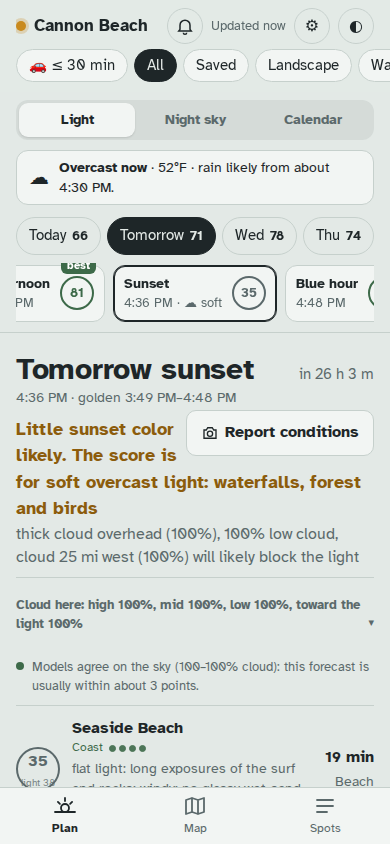 Cannon Beach
Updated now
🚗 ≤ 30 min
All
Saved
Landscape
Light
Night sky
Calendar
Overcast now · 52°F · rain likely from about
4:30 PM.
Today 66
Tomorrow 71
Wed 78
Thu 74
best
81
PM
Sunset
4:36 PM · ☁ soft
35
Blue hour
4:48 PM
Tomorrow sunset
in 26 h 3 m
4:36 PM · golden 3:49 PM–4:48 PM
Little sunset color
likely. The score is
for soft overcast light: waterfalls, forest
and birds
Report conditions
thick cloud overhead (100%), 100% low cloud,
cloud 25 mi west (100%) will likely block the light
Cloud here: high 100%, mid 100%, low 100%, toward the
light 100%
Models agree on the sky (100–100% cloud): this forecast is
usually within about 3 points.
Seaside Beach
Coast
35
light 38
flat light: long exposures of the surf
19 min
Beach
Plan
Map
Spots